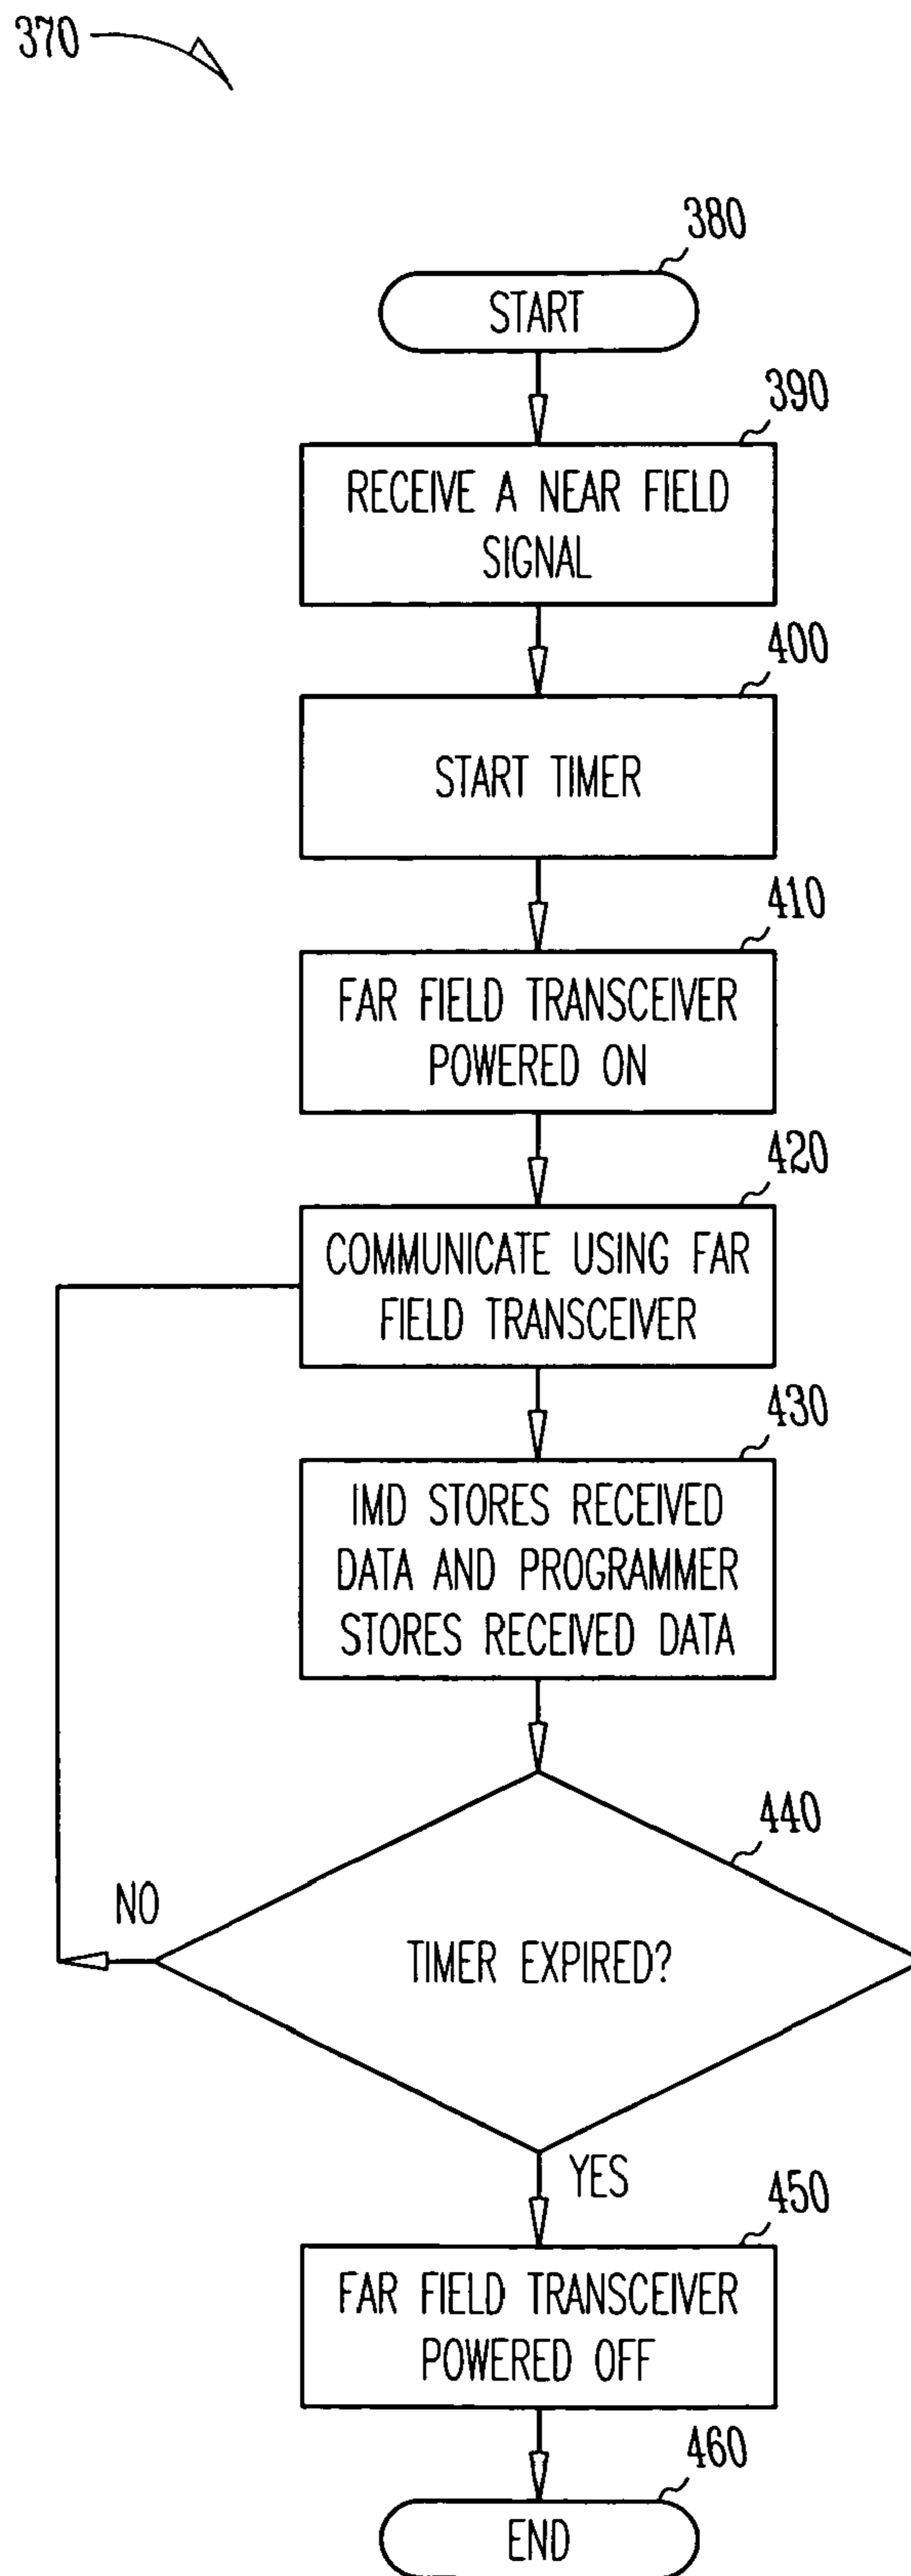 370
380
START
390
RECEIVE A NEAR FIELD
SIGNAL
400
START TIMER
410
FAR FIELD TRANSCEIVER
POWERED ON
420
COMMUNICATE USING FAR
FIELD TRANSCEIVER
430
IMD STORES RECEIVED
DATA AND PROGRAMMER
STORES RECEIVED DATA
440
NO
TIMER EXPIRED?
YES
450
FAR FIELD TRANSCEIVER
POWERED OFF
460
END